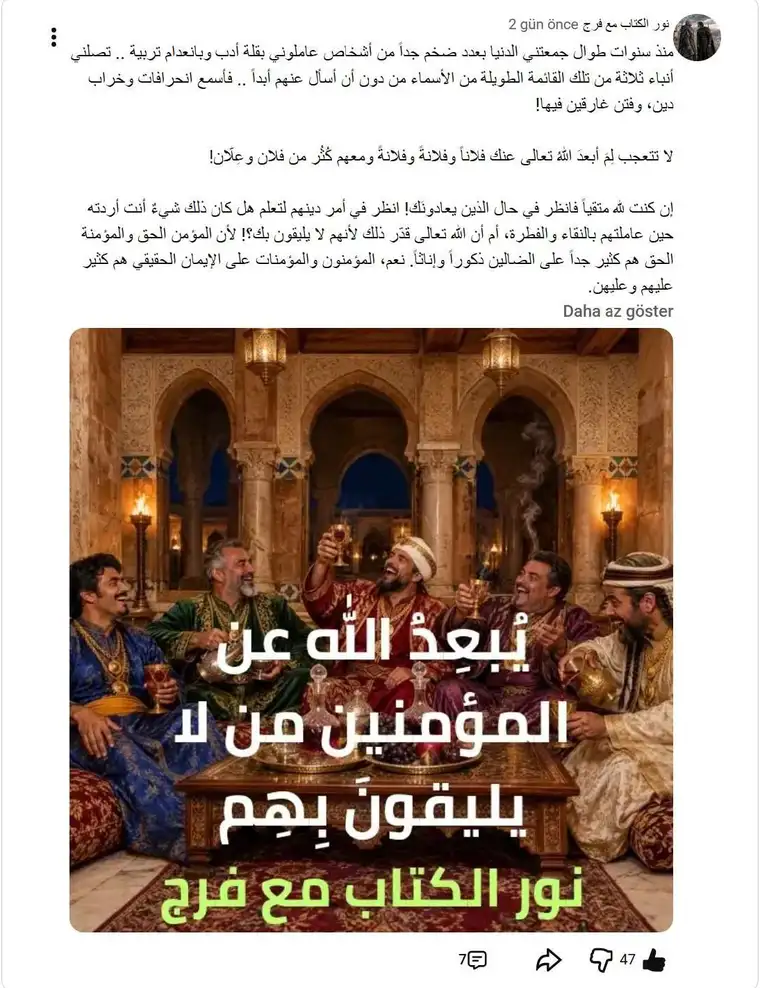 نور الكتاب مع فرج 2 gün önce
منذ سنوات طوال جمعتني الدنيا بعدد ضخم جداً من أشخاص عاملوني بقلة أدب وبانعدام تربية .. تصلني
أنباء ثلاثة من تلك القائمة الطويلة من الأسماء من دون أن أسأل عنهم أبداً .. فأسمع انحرافات وخراب
دين، وفتن غارقين فيها!
لا تتعجب لِمَ أبعدَ اللهُ تعالى عنك فلاناً وفلانةً وفلانةً ومعهم كُثُر من فلان وعِلّان!
إن كنت لله متقياً فانظر في حال الذين يعادونَك! انظر في أمر دينهم لتعلم هل كان ذلك شيءٌ أنت أردته
حين عاملتهم بالنقاء والفطرة، أم أن الله تعالى قدّر ذلك لأنهم لا يليقون بك؟! لأن المؤمن الحق والمؤمنة
الحق هم كثير جداً على الضالين ذكوراً وإناثاً. نعم، المؤمنون والمؤمنات على الإيمان الحقيقي هم كثير
عليهم وعليهن.
Daha az göster
يُبعِدُ الله عن
المؤمنين من لا
يليقونَ بِهِم
نور الكتاب مع فرج
47 7